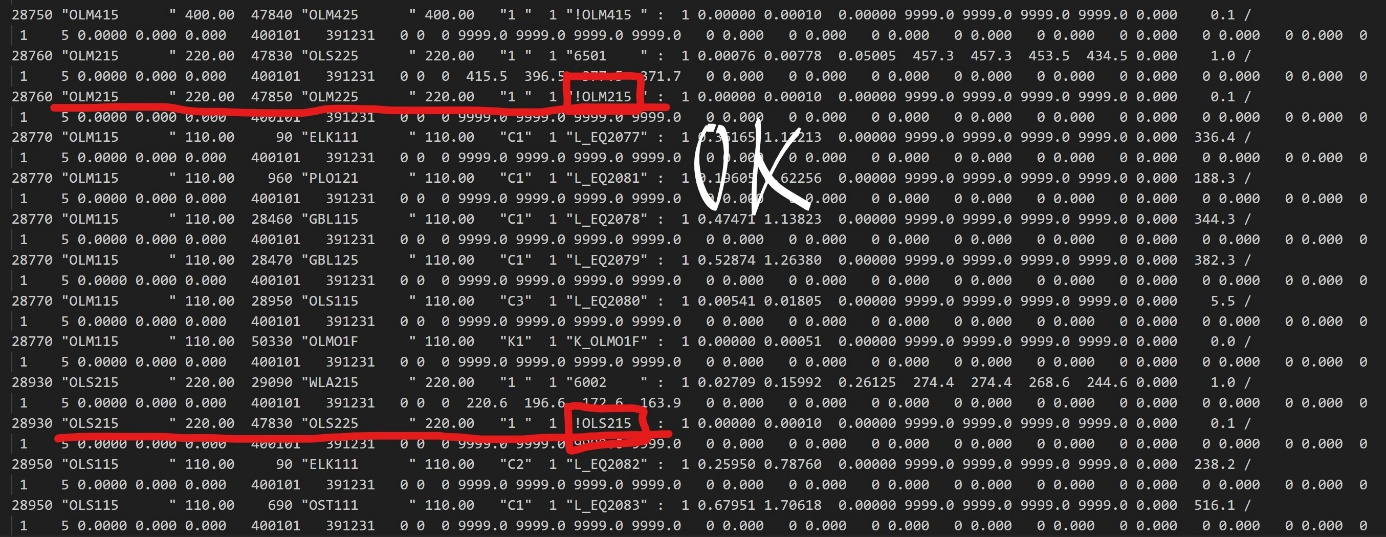 28750 "OLM415 " 400.00 47840 "OLM425 " 400.00 "1 " 1 "!OLM415 " : 1 0.00000 0.00010 0.00000 9999.0 9999.0 9999.0 9999.0 0.000 0.1 /
1 5 0.0000 0.000 0.000 400101 391231 0 0 0 9999.0 9999.0 9999.0 9999.0 0 0.000 0 0.000 0 0.000 0 0.000 0 0.000 0 0.000 0 0.000 0
28760 "OLM215 " 220.00 47830 "OLS225 " 220.00 "1 " 1 "6501 " : 1 0.00076 0.00778 0.05005 457.3 457.3 453.5 434.5 0.000 1.0 /
1 5 0.0000 0.000 0.000 400101 391231 0 0 0 415.5 396.5 371.7 0 0.000 0 0.000 0 0.000 0 0.000 0 0.000 0 0.000 0 0.000 0
28760 "OLM215 " 220.00 47850 "OLM225 " 220.00 "1 " 1 "!OLM215 " : 1 0.00000 0.00010 0.00000 9999.0 9999.0 9999.0 9999.0 0.000 0.1 /
1 5 0.0000 0.000 0.000 400101 391231 0 0 0 9999.0 9999.0 9999.0 9999.0 0 0.000 0 0.000 0 0.000 0 0.000 0 0.000 0 0.000 0 0.000 0
OK
28770 "OLM115 " 110.00 90 "ELK111 " 110.00 "C1" 1 "L_EQ2077" : 1 0.00000 9999.0 9999.0 9999.0 9999.0 0.000 336.4 /
1 5 0.0000 0.000 0.000 400101 391231 0 0 0 9999.0 9999.0 9999.0 9999.0 0 0.000 0 0.000 0 0.000 0 0.000 0 0.000 0 0.000
28770 "OLM115 " 110.00 960 "PLO121 " 110.00 "C1" 1 "L_EQ2081" : 0.00000 9999.0 9999.0 9999.0 9999.0 0.000 188.3 /
1 5 0.0000 0.000 0.000 400101 391231 0 0 0 9999.0 9999.0 9999.0 9999.0 0 0.000 0 0.000 0 0.000 0 0.000 0 0.000 0
28770 "OLM115 " 110.00 28460 "GBL115 " 110.00 "C1" 1 "L_EQ2078" : 1 0.47471 1.13823 0.00000 9999.0 9999.0 9999.0 9999.0 0.000 344.3 /
1 5 0.0000 0.000 0.000 400101 391231 0 0 0 9999.0 9999.0 9999.0 9999.0 0 0.000 0 0.000 0 0.000 0 0.000 0 0.000 0 0.000 0 0.000 0
28770 "OLM115 " 110.00 28470 "GBL125 " 110.00 "C1" 1 "L_EQ2079" : 1 0.52874 1.26380 0.00000 9999.0 9999.0 9999.0 9999.0 0.000 382.3 /
1 5 0.0000 0.000 0.000 400101 391231 0 0 0 9999.0 9999.0 9999.0 9999.0 0 0.000 0 0.000 0 0.000 0 0.000 0 0.000 0 0.000 0 0.000 0
28770 "OLM115 " 110.00 28950 "OLS115 " 110.00 "C3" 1 "L_EQ2080" : 1 0.00541 0.01805 0.00000 9999.0 9999.0 9999.0 9999.0 0.000 5.5 /
1 5 0.0000 0.000 0.000 400101 391231 0 0 0 9999.0 9999.0 9999.0 9999.0 0 0.000 0 0.000 0 0.000 0 0.000 0 0.000 0 0.000 0 0.000 0
28770 "OLM115 " 110.00 50330 "OLMO1F " 110.00 "K1" 1 "K_OLMO1F" : 1 0.00000 0.00051 0.00000 9999.0 9999.0 9999.0 9999.0 0.000 0.0 /
1 5 0.0000 0.000 0.000 400101 391231 0 0 0 9999.0 9999.0 9999.0 9999.0 0 0.000 0 0.000 0 0.000 0 0.000 0 0.000 0 0.000 0 0.000 0
28930 "OLS215 " 220.00 29090 "WLA215 " 220.00 "1 " 1 "6002 " : 1 0.02709 0.15992 0.26125 274.4 274.4 268.6 244.6 0.000 1.0 /
1 5 0.0000 0.000 0.000 400101 391231 0 0 0 220.6 196.6 172.6 163.9 0 0.000 0 0.000 0 0.000 0 0.000 0 0.000 0 0.000 0 0.000 0
28930 "OLS215 " 220.00 47830 "OLS225 " 220.00 "1 " 1 "!OLS215 " : 1 0.00000 0.00010 0.00000 9999.0 9999.0 9999.0 9999.0 0.000 0.1 /
1 5 0.0000 0.000 0.000 400101 391231 0 0 0 9999.0 9999.0 0 0.000 0 0.000 0 0.000 0 0.000 0 0.000 0 0.000 0 0.000 0
28950 "OLS115 " 110.00 90 "ELK111 " 110.00 "C2" 1 "L_EQ2082" : 1 0.25950 0.78760 0.00000 9999.0 9999.0 9999.0 9999.0 0.000 238.2 /
1 5 0.0000 0.000 0.000 400101 391231 0 0 0 9999.0 9999.0 9999.0 9999.0 0 0.000 0 0.000 0 0.000 0 0.000 0 0.000 0 0.000 0 0.000 0
28950 "OLS115 " 110.00 690 "OST111 " 110.00 "C1" 1 "L_EQ2083" : 1 0.67951 1.70618 0.00000 9999.0 9999.0 9999.0 9999.0 0.000 516.1 /
1 5 0.0000 0.000 0.000 400101 391231 0 0 0 9999.0 9999.0 9999.0 9999.0 0 0.000 0 0.000 0 0.000 0 0.000 0 0.000 0 0.000 0 0.000 0